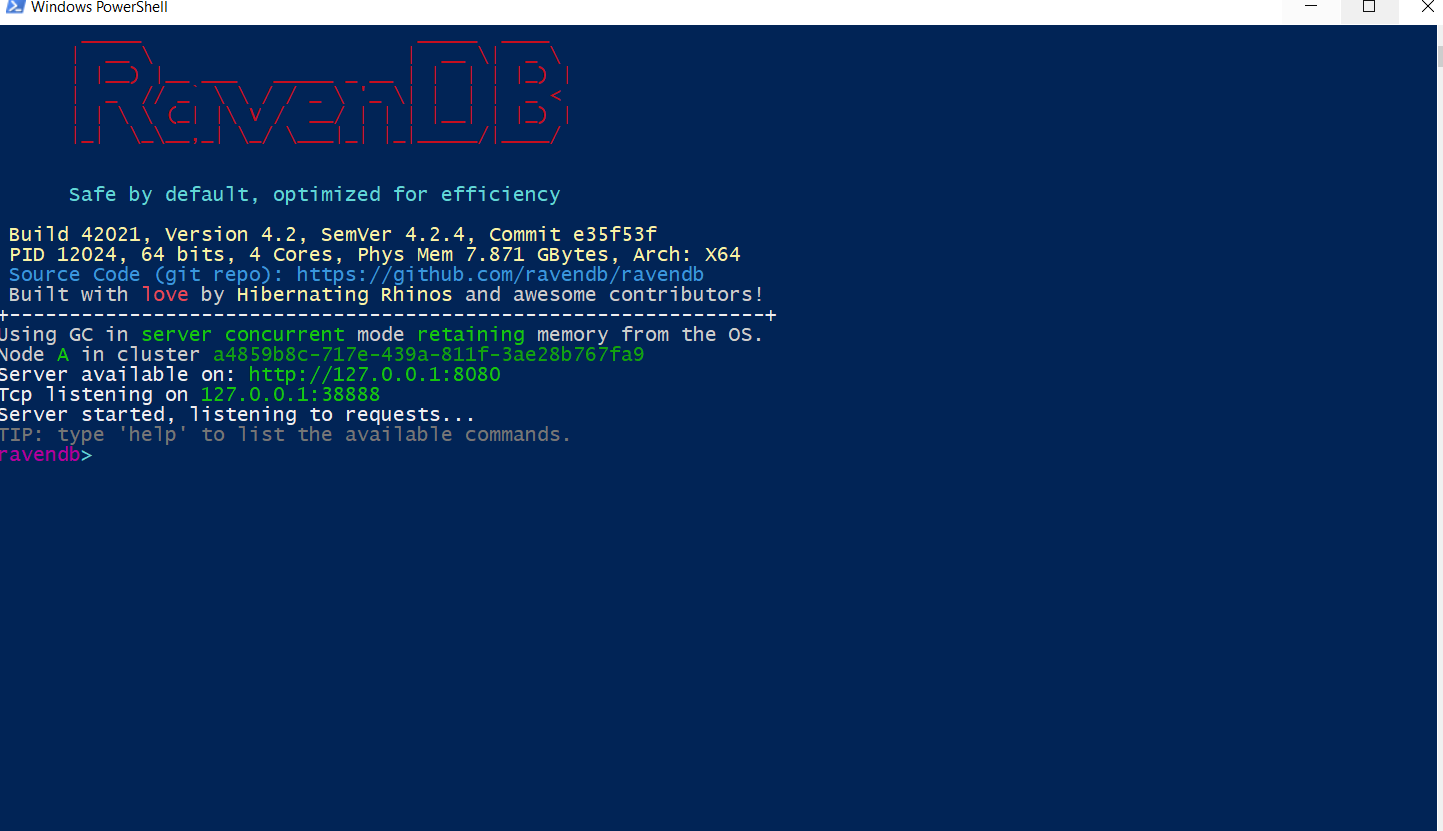 Windows PowerShell
RavenDB
Safe by default, optimized for efficiency
Build 42021, Version 4.2, SemVer 4.2.4, Commit e35f53f
PID 12024, 64 bits, 4 Cores, Phys Mem 7.871 GBytes, Arch: X64
Source Code (git repo): https://github.com/ravendb/ravendb
Built with love by Hibernating Rhinos and awesome contributors!
+---------------------------------------------------------------+
Using GC in server concurrent mode retaining memory from the OS.
Node A in cluster a4859b8c-717e-439a-811f-3ae28b767fa9
Server available on: http://127.0.0.1:8080
Tcp listening on 127.0.0.1:38888
Server started, listening to requests...
TIP: type 'help' to list the available commands.
ravendb>